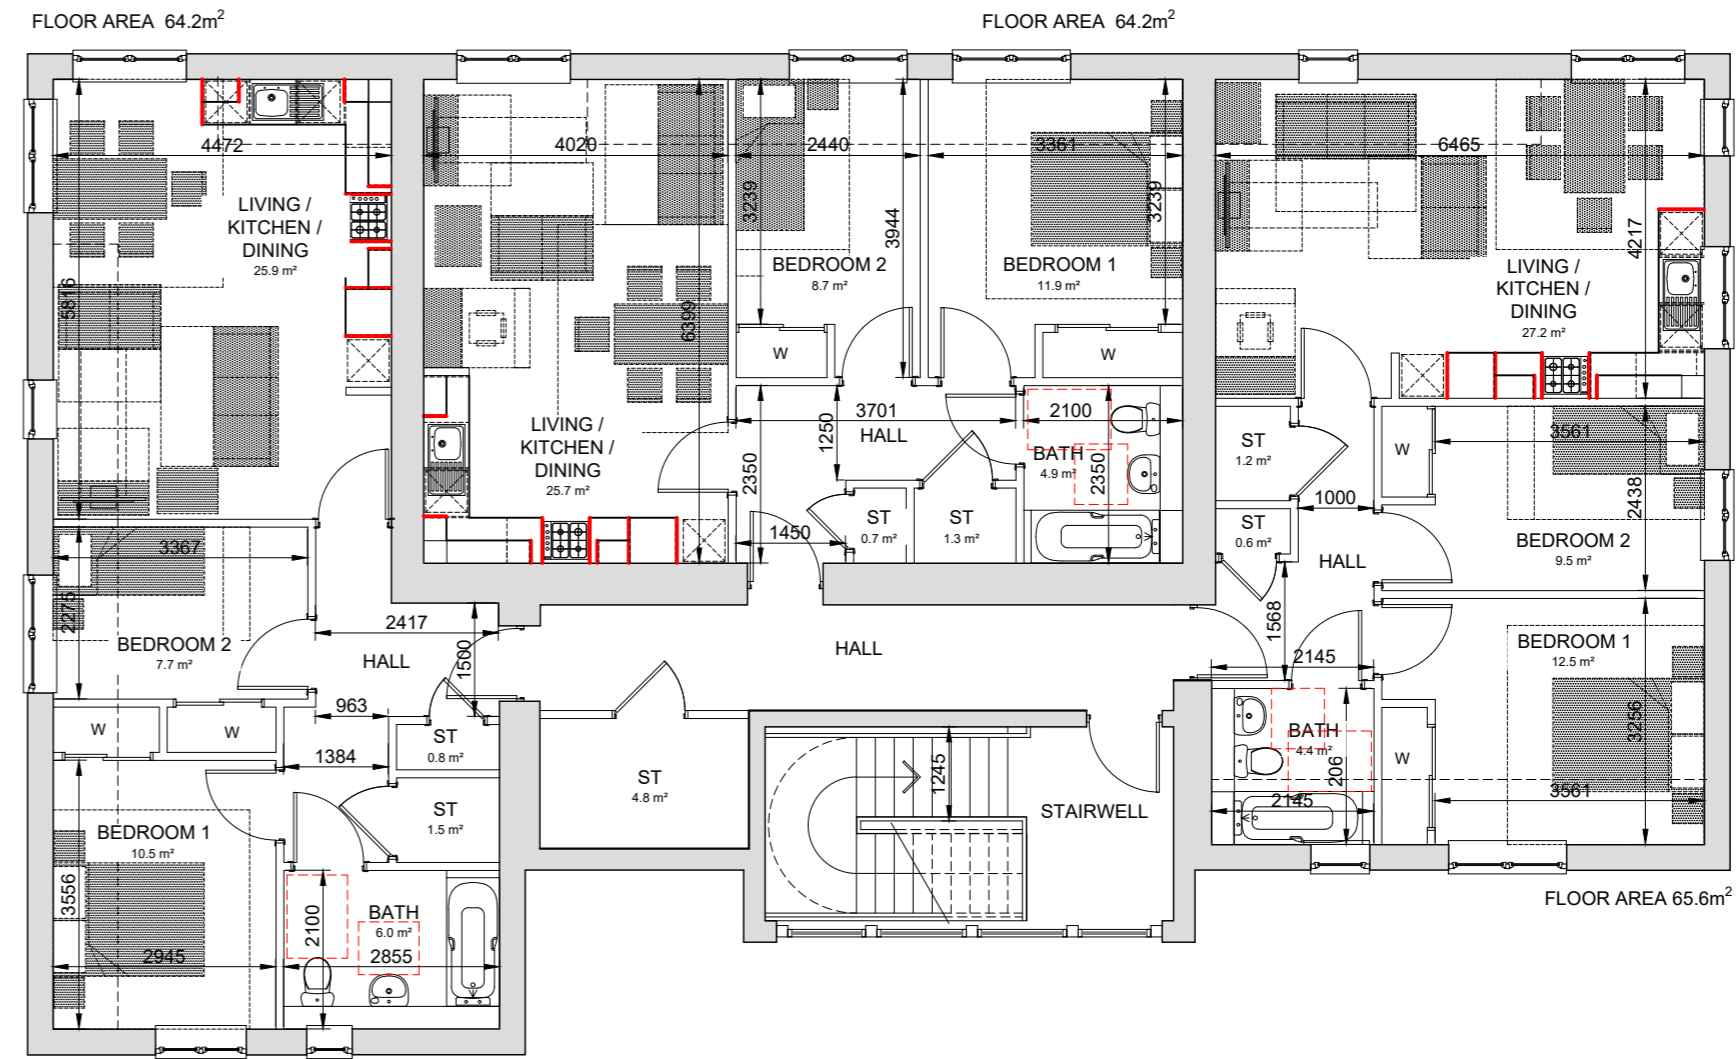 FLOOR AREA 64.2m²
FLOOR AREA 64.2m²
4472
LIVING /
KITCHEN /
DINING
25.9 m²
5816
3367
2275
BEDROOM 2
7.7 m²
2417
HALL
1500
963
W
W
1384
ST
0.8 m²
ST
1.5 m²
BEDROOM 1
10.5 m²
3556
2945
BATH
6.0 m²
2100
2855
4020
6399
LIVING /
KITCHEN /
DINING
25.7 m²
2440
3239
3944
BEDROOM 2
8.7 m²
W
3361
3239
BEDROOM 1
11.9 m²
W
3701
1250
HALL
2350
1450
ST
0.7 m²
ST
1.3 m²
2100
BATH
4.9 m²
2350
HALL
ST
4.8 m²
1245
STAIRWELL
6465
4217
LIVING /
KITCHEN /
DINING
27.2 m²
ST
1.2 m²
W
3561
2438
1000
ST
0.6 m²
HALL
BEDROOM 2
9.5 m²
1568
2145
BEDROOM 1
12.5 m²
3256
BATH
4.4 m²
206
W
2145
3561
FLOOR AREA 65.6m²